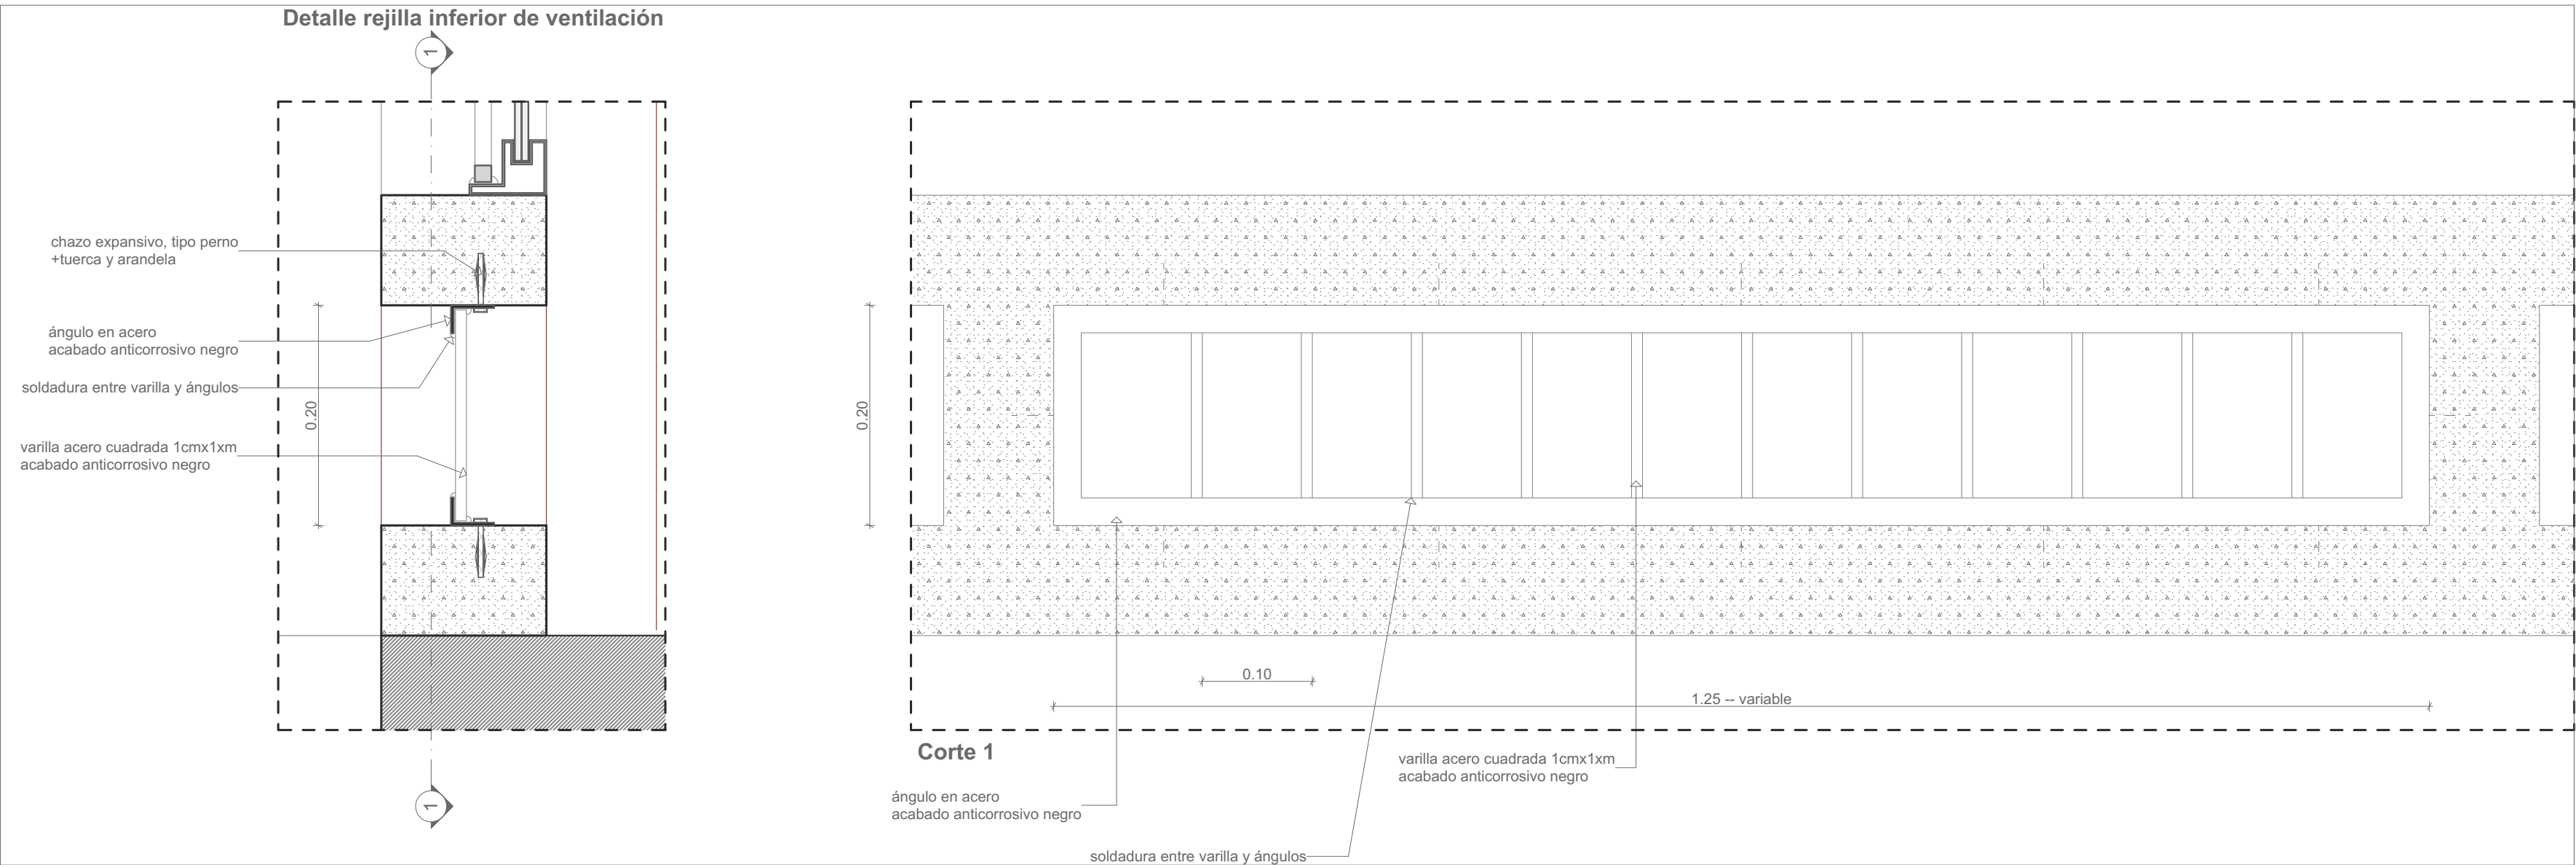 Detalle rejilla inferior de ventilación
1
chazo expansivo, tipo perno
+tuerca y arandela
ángulo en acero
acabado anticorrosivo negro
soldadura entre varilla y ángulos
0.20
varilla acero cuadrada 1cmx1xm
acabado anticorrosivo negro
1
0.20
0.10
1.25 -- variable
Corte 1
varilla acero cuadrada 1cmx1xm
acabado anticorrosivo negro
ángulo en acero
acabado anticorrosivo negro
soldadura entre varilla y ángulos